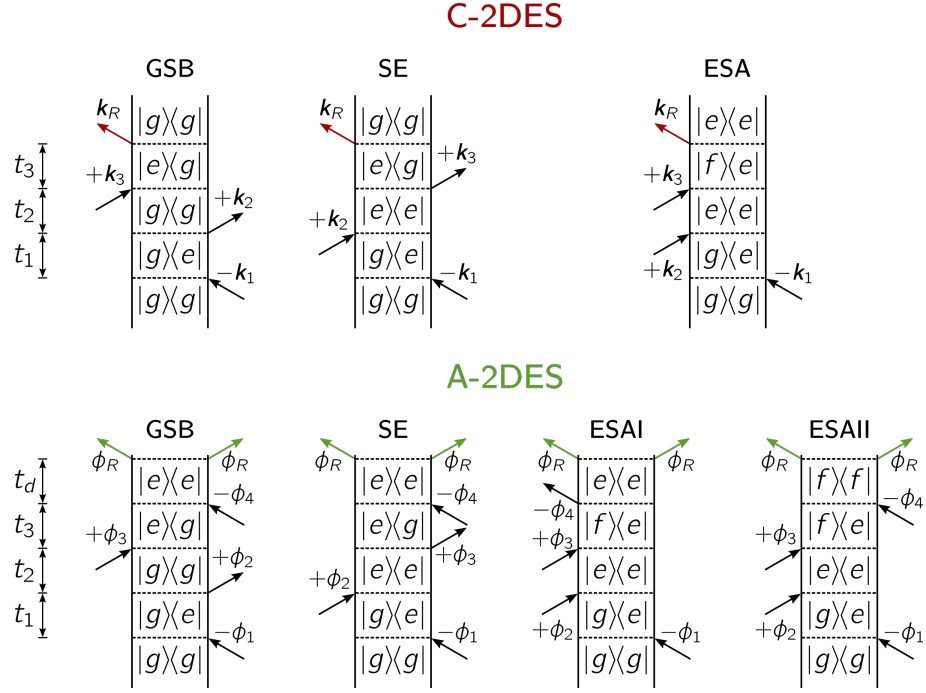 C-2DES
GSB SE ESA
k_R k_R k_R
|g⟩⟨g| |g⟩⟨g| |e⟩⟨e|
t_3 +k_3 |e⟩⟨g| |e⟩⟨g| +k_3 +k_3 |f⟩⟨e|
t_2 |g⟩⟨g| +k_2 +k_2 |e⟩⟨e| |e⟩⟨e|
t_1 |g⟩⟨e| −k_1 |g⟩⟨e| −k_1 +k_2 |g⟩⟨e| −k_1
|g⟩⟨g| |g⟩⟨g| |g⟩⟨g|
A-2DES
GSB SE ESAI ESAII
ϕ_R ϕ_R ϕ_R ϕ_R ϕ_R ϕ_R ϕ_R ϕ_R
t_d |e⟩⟨e| −ϕ_4 |e⟩⟨e| −ϕ_4 −ϕ_4 |e⟩⟨e| |f⟩⟨f| −ϕ_4
t_3 +ϕ_3 |e⟩⟨g| |e⟩⟨g| +ϕ_3 +ϕ_3 |f⟩⟨e| +ϕ_3 |f⟩⟨e|
t_2 |g⟩⟨g| +ϕ_2 +ϕ_2 |e⟩⟨e| |e⟩⟨e| |e⟩⟨e|
t_1 |g⟩⟨e| −ϕ_1 |g⟩⟨e| −ϕ_1 +ϕ_2 |g⟩⟨e| −ϕ_1 +ϕ_2 |g⟩⟨e| −ϕ_1
|g⟩⟨g| |g⟩⟨g| |g⟩⟨g| |g⟩⟨g|